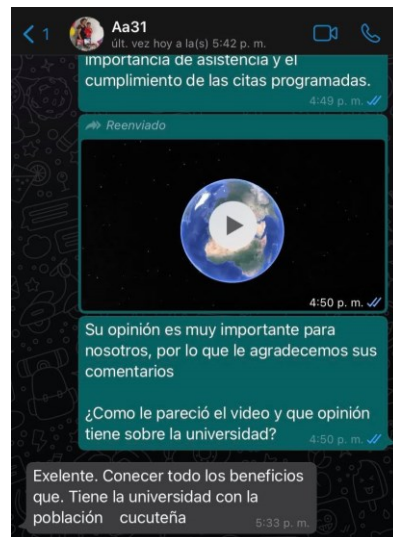 1
Aa31
últ. vez hoy a la(s) 5:42 p. m.
importancia de asistencia y el
cumplimiento de las citas programadas.
4:49 p. m.
Reenviado
4:50 p. m.
Su opinión es muy importante para
nosotros, por lo que le agradecemos sus
comentarios
¿Como le pareció el video y que opinión
tiene sobre la universidad?
4:50 p. m.
Exelente. Conecer todo los beneficios
que. Tiene la universidad con la
población cucuteña
5:33 p. m.